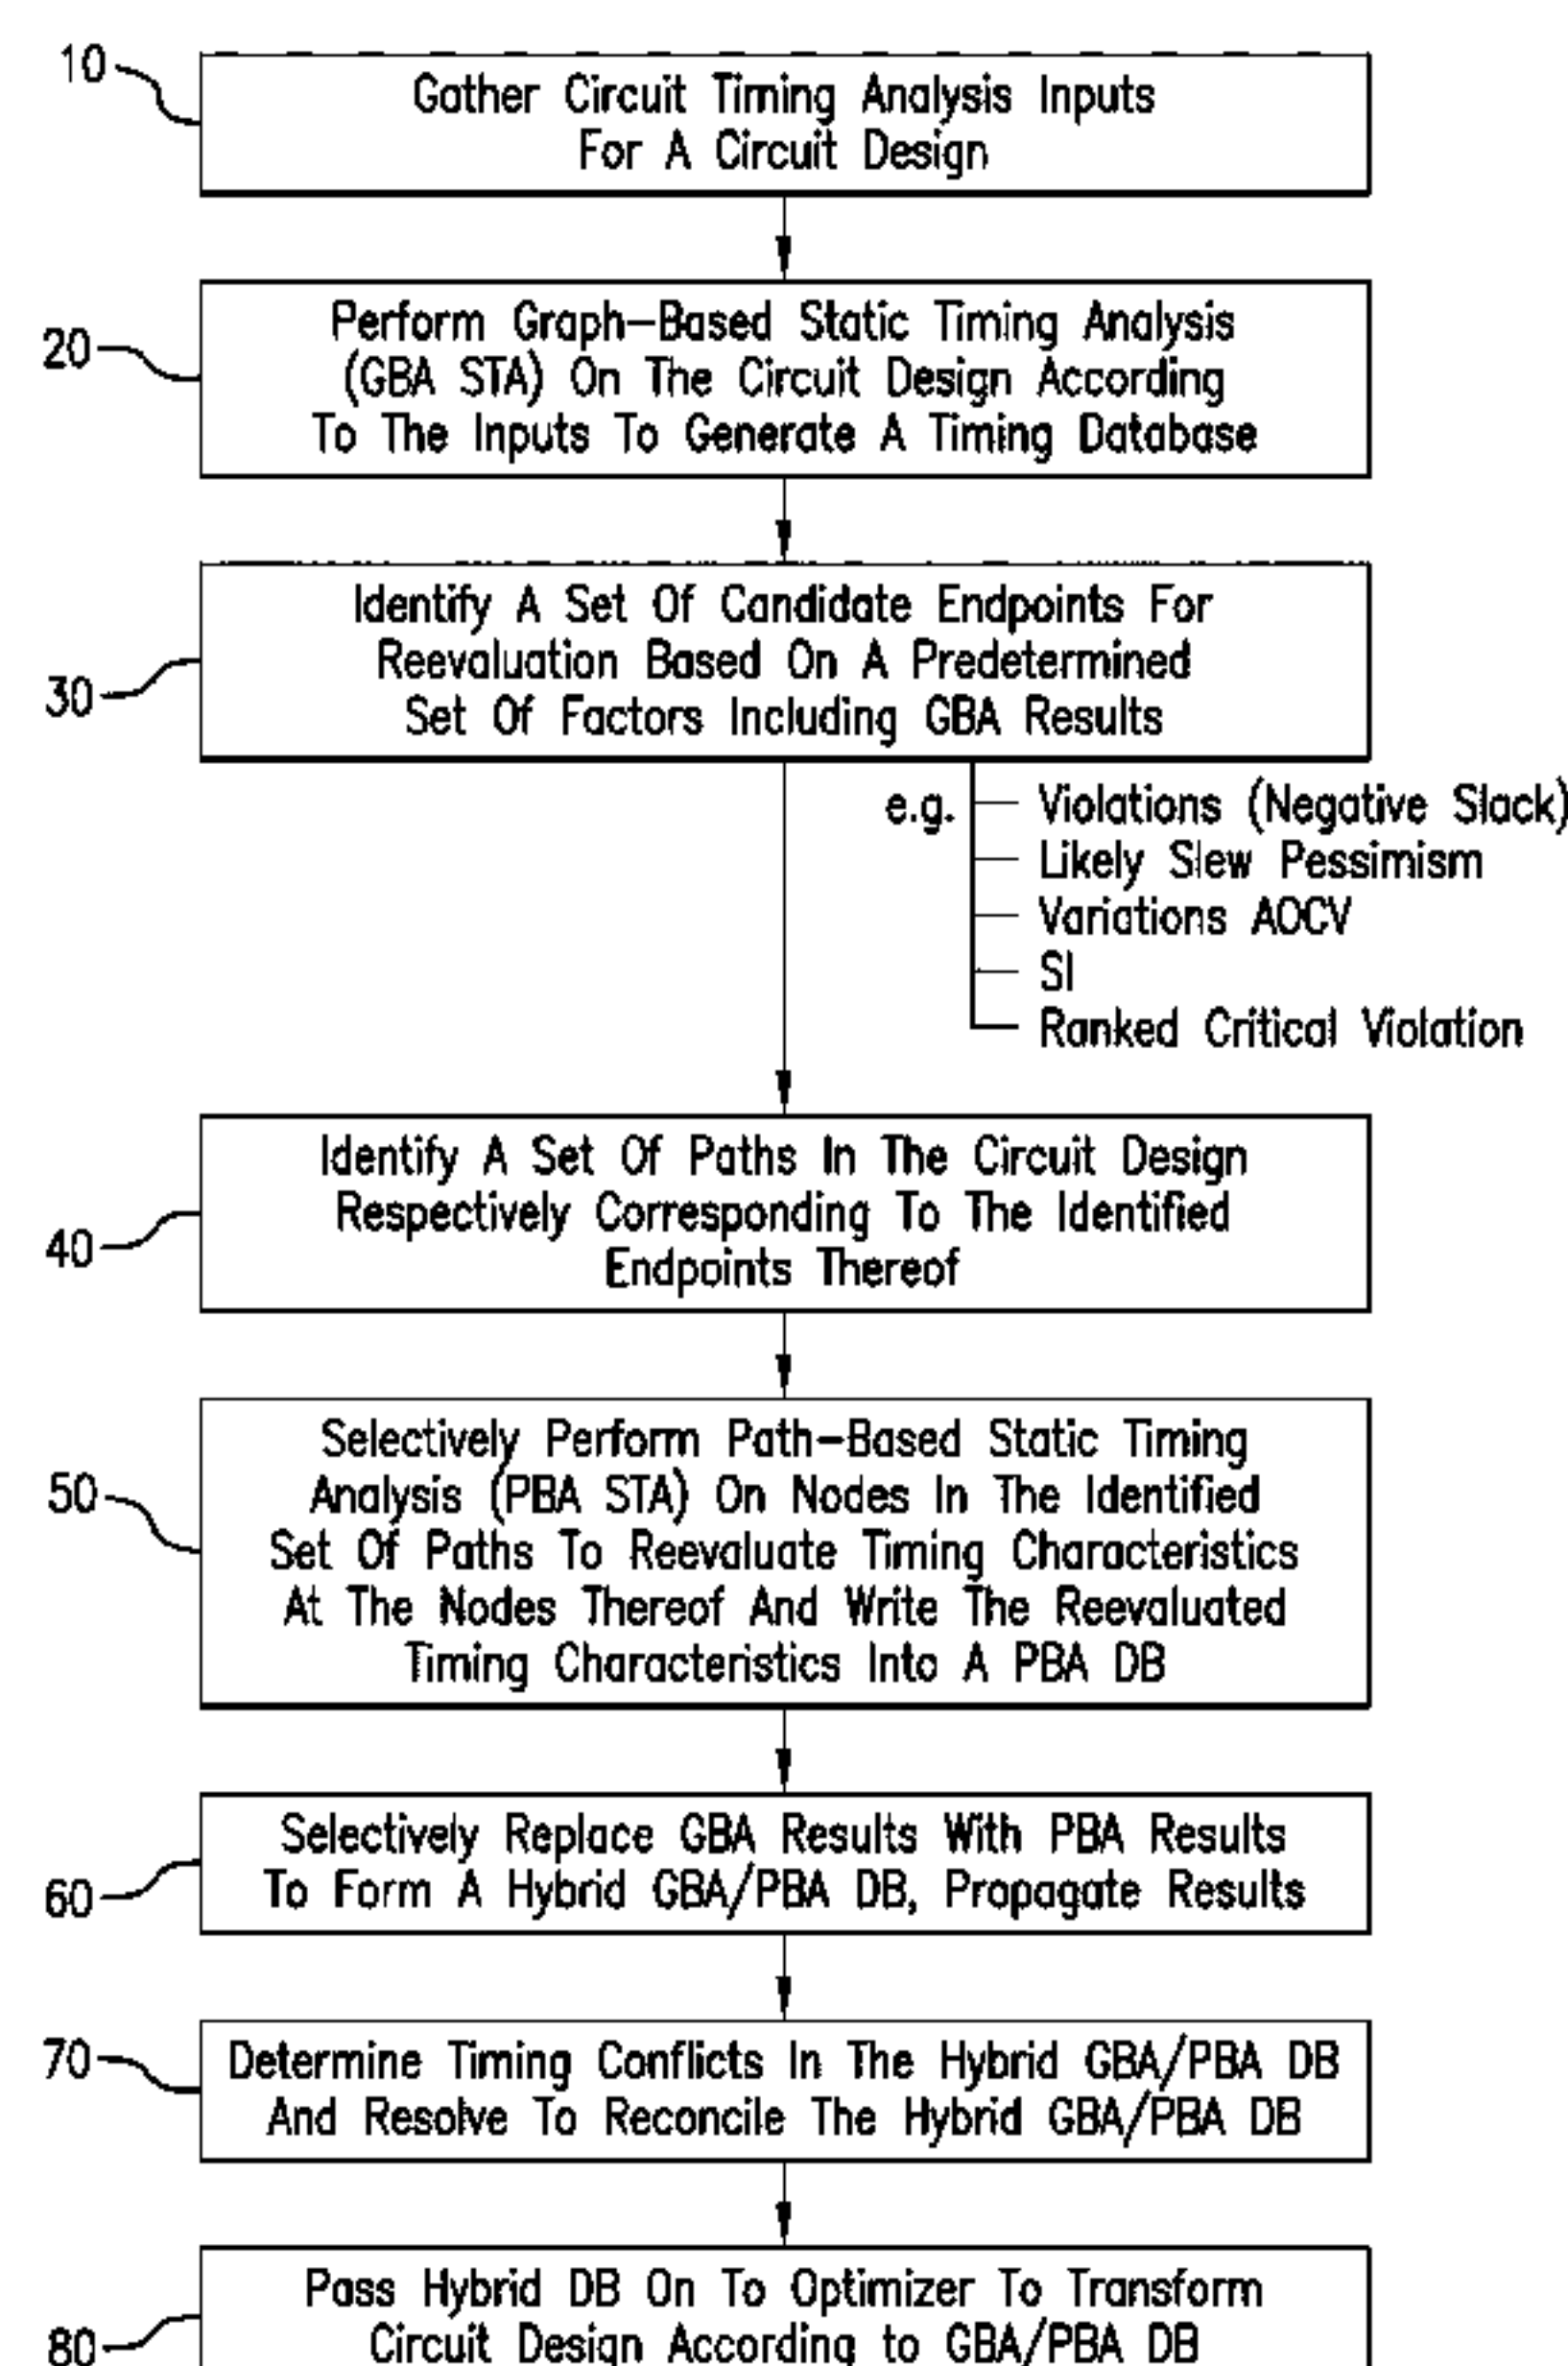 10
Gather Circuit Timing Analysis Inputs
For A Circuit Design
20
Perform Graph-Based Static Timing Analysis
(GBA STA) On The Circuit Design According
To The Inputs To Generate A Timing Database
30
Identify A Set Of Candidate Endpoints For
Reevaluation Based On A Predetermined
Set Of Factors Including GBA Results
e.g.
Violations (Negative Slack)
Likely Slew Pessimism
Variations AOCV
SI
Ranked Critical Violation
40
Identify A Set Of Paths In The Circuit Design
Respectively Corresponding To The Identified
Endpoints Thereof
50
Selectively Perform Path-Based Static Timing
Analysis (PBA STA) On Nodes In The Identified
Set Of Paths To Reevaluate Timing Characteristics
At The Nodes Thereof And Write The Reevaluated
Timing Characteristics Into A PBA DB
60
Selectively Replace GBA Results With PBA Results
To Form A Hybrid GBA/PBA DB, Propagate Results
70
Determine Timing Conflicts In The Hybrid GBA/PBA DB
And Resolve To Reconcile The Hybrid GBA/PBA DB
80
Pass Hybrid DB On To Optimizer To Transform
Circuit Design According to GBA/PBA DB